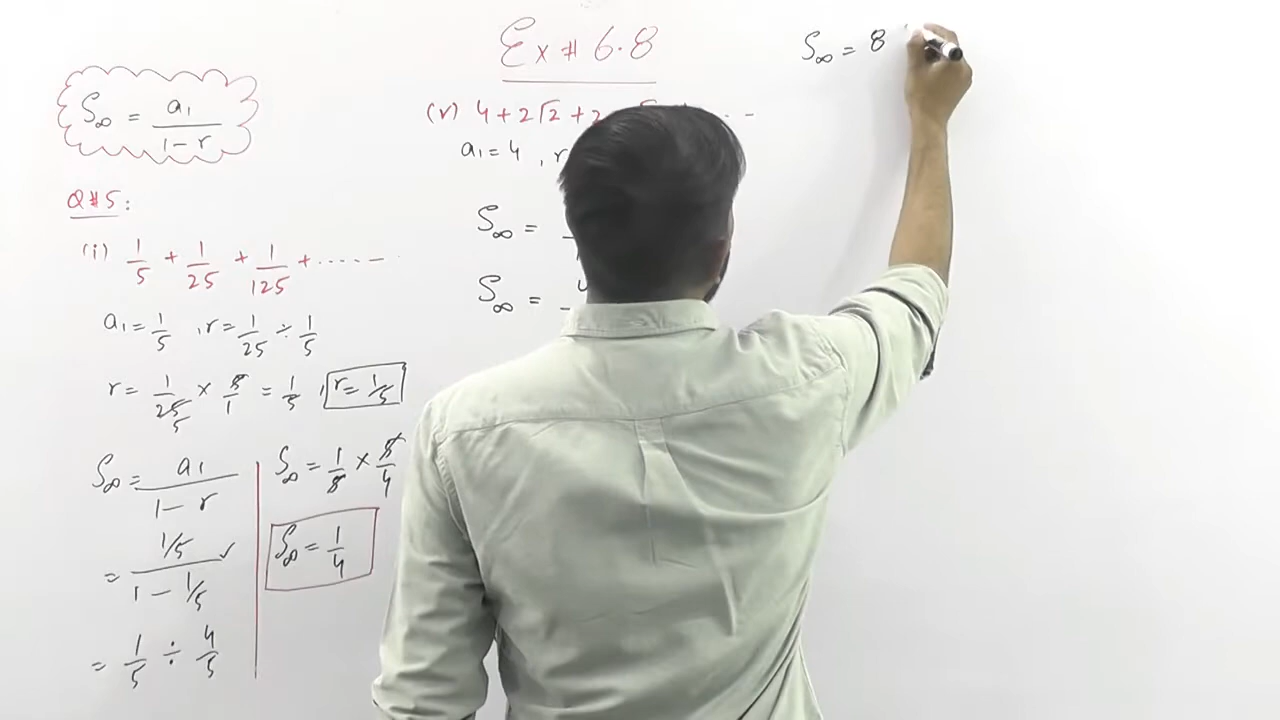 Ex # 6.8
S∞ = a₁ / (1 - r)
Q#5:
(i) 1/5 + 1/25 + 1/125 + ......
a₁ = 1/5 , r = 1/25 ÷ 1/5
r = 1/25 × 5/1 = 1/5 , r = 1/5
5
S∞ = a₁ / (1 - r)
= (1/5) / (1 - 1/5) ✓
= 1/5 ÷ 4/5
S∞ = 1/5 × 5/4
S∞ = 1/4
(v) 4 + 2√2 + 2
a₁ = 4 , r
S∞ =
S∞ =
S∞ = 8